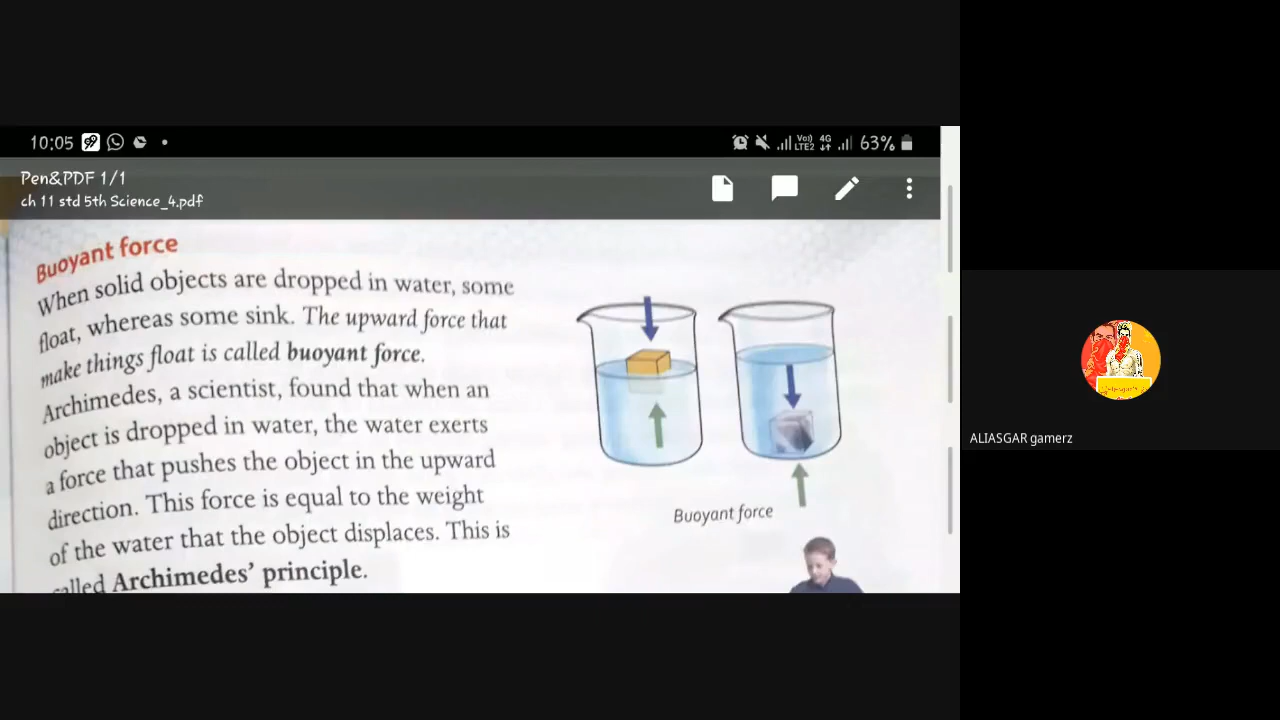 10:05
Vo)) 4G
LTE2
63%
Pen&PDF 1/1
ch 11 std 5th Science_4.pdf
Buoyant force
When solid objects are dropped in water, some
float, whereas some sink. The upward force that
make things float is called buoyant force.
Archimedes, a scientist, found that when an
object is dropped in water, the water exerts
a force that pushes the object in the upward
direction. This force is equal to the weight
of the water that the object displaces. This is
called Archimedes' principle.
Buoyant force
ALIASGAR gamerz